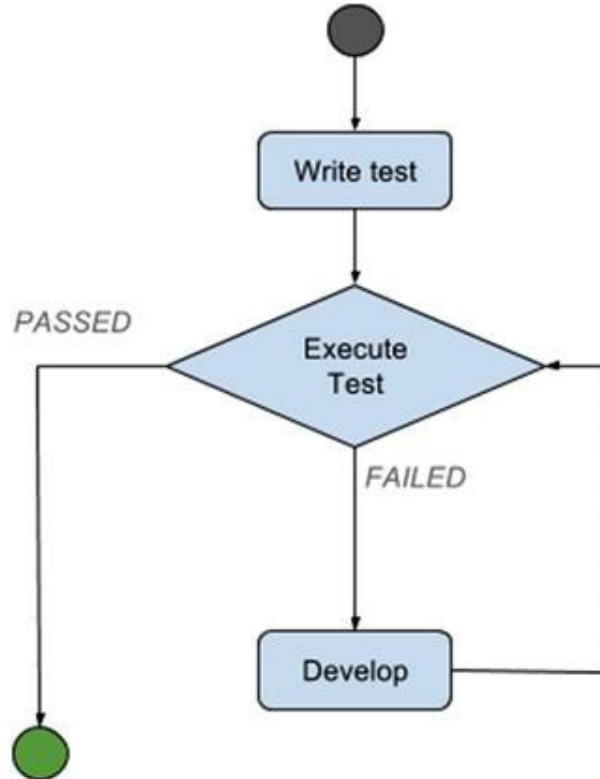 Write test
PASSED
Execute
Test
FAILED
Develop